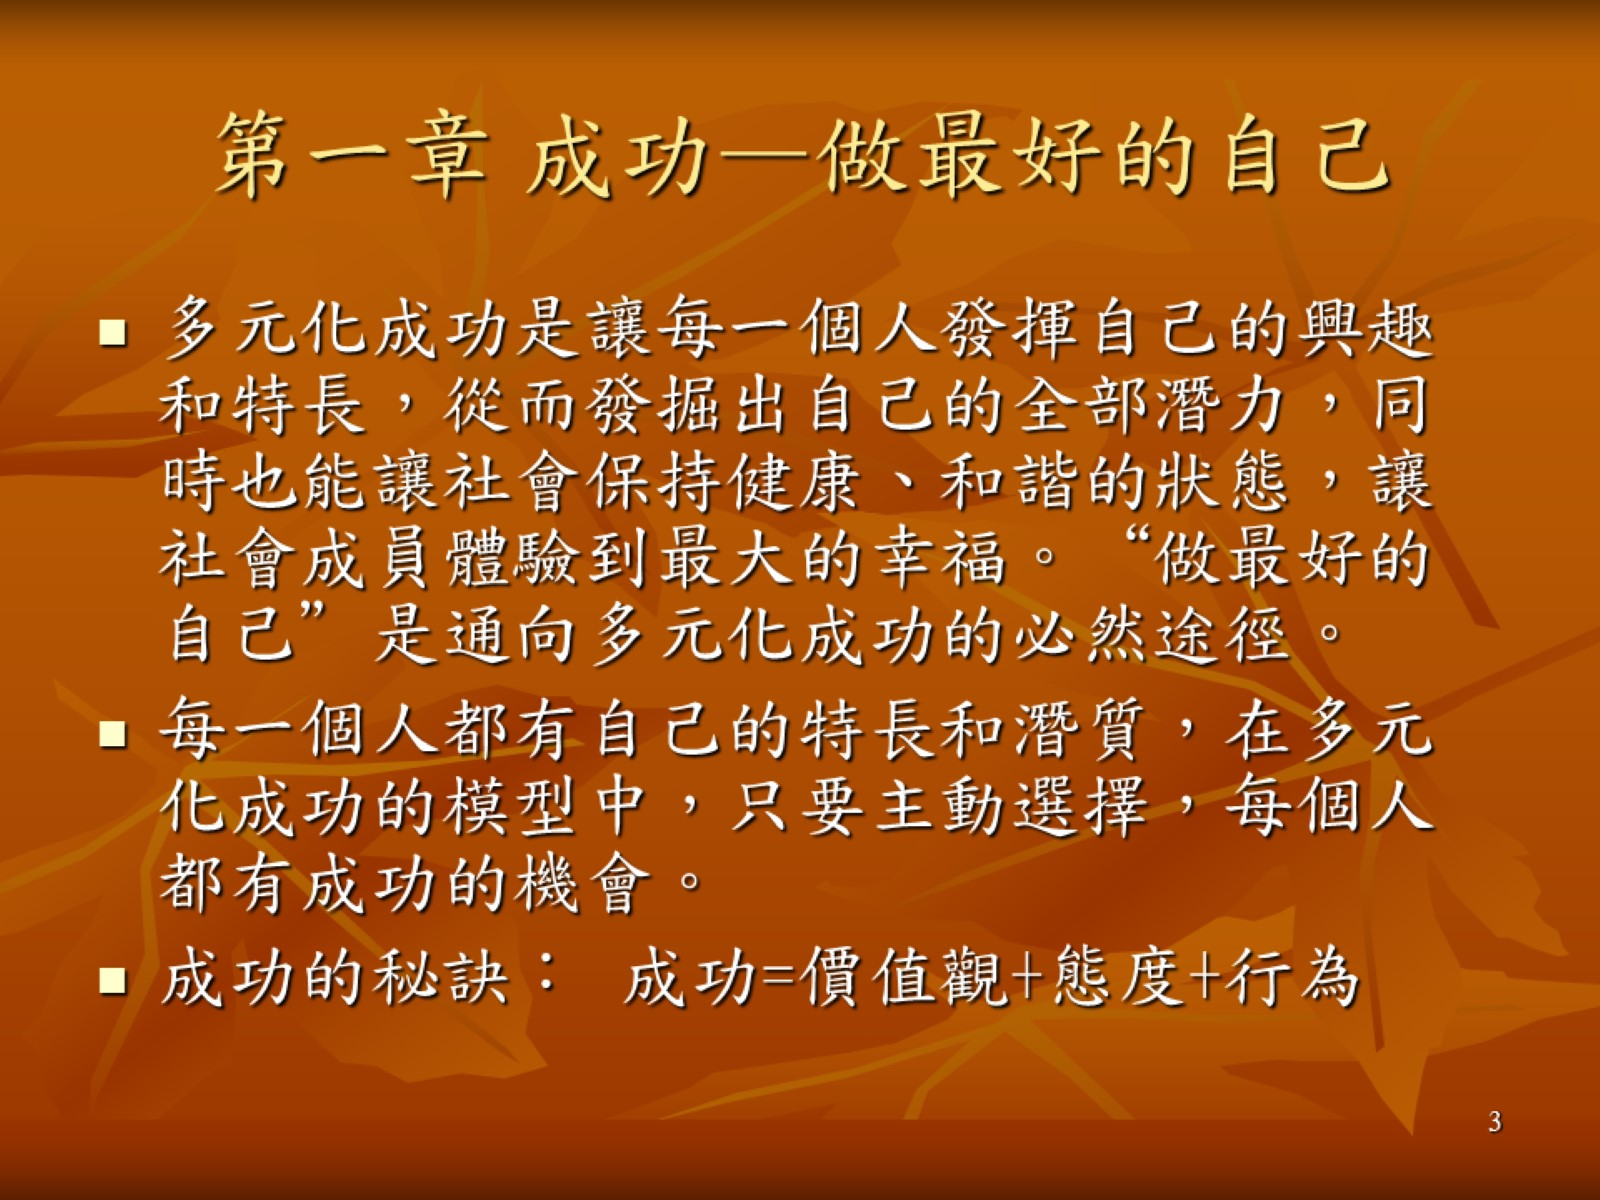 第一章 成功—做最好的自己
多元化成功是讓每一個人發揮自己的興趣
和特長，從而發掘出自己的全部潛力，同
時也能讓社會保持健康、和諧的狀態，讓
社會成員體驗到最大的幸福。“做最好的
自己”是通向多元化成功的必然途徑。
每一個人都有自己的特長和潛質，在多元
化成功的模型中，只要主動選擇，每個人
都有成功的機會。
成功的秘訣： 成功=價值觀+態度+行為
3